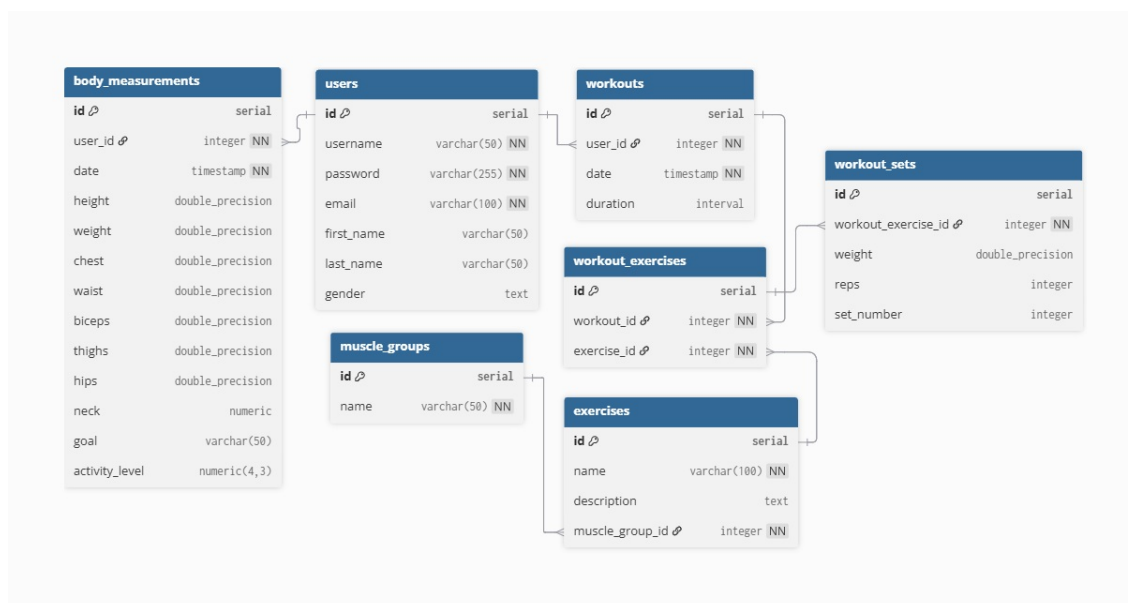 body_measurements
id serial
user_id integer NN
date timestamp NN
height double_precision
weight double_precision
chest double_precision
waist double_precision
biceps double_precision
thighs double_precision
hips double_precision
neck numeric
goal varchar(50)
activity_level numeric(4,3)
users
id serial
username varchar(50) NN
password varchar(255) NN
email varchar(100) NN
first_name varchar(50)
last_name varchar(50)
gender text
muscle_groups
id serial
name varchar(50) NN
workouts
id serial
user_id integer NN
date timestamp NN
duration interval
workout_exercises
id serial
workout_id integer NN
exercise_id integer NN
exercises
id serial
name varchar(100) NN
description text
muscle_group_id integer NN
workout_sets
id serial
workout_exercise_id integer NN
weight double_precision
reps integer
set_number integer